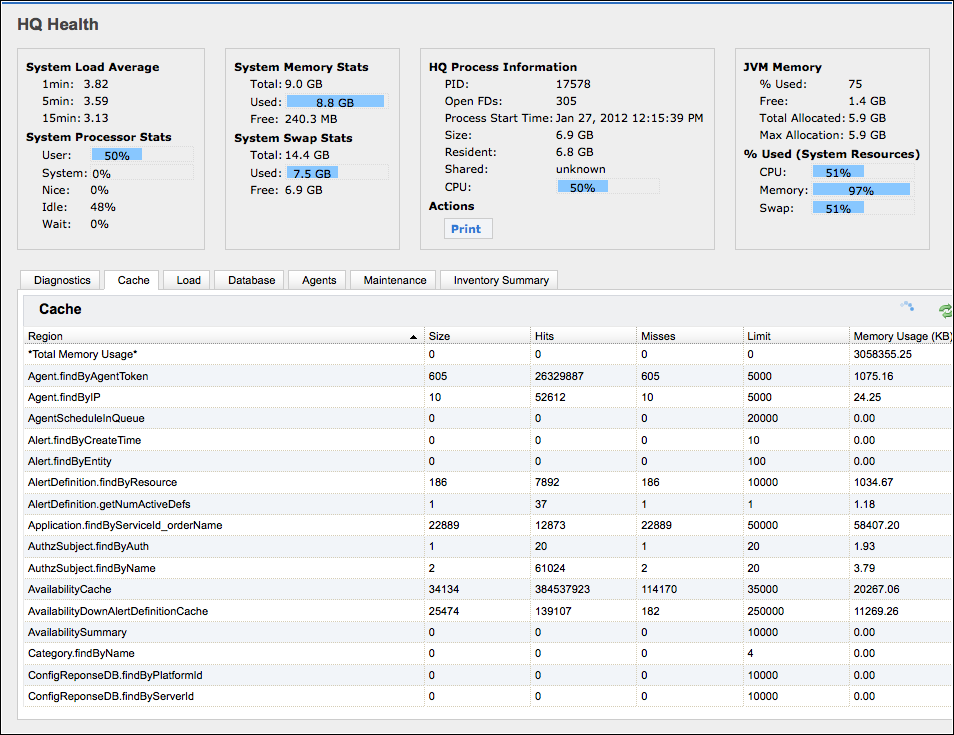 HQ Health
System Load Average
1min: 3.82
5min: 3.59
15min: 3.13
System Processor Stats
User: 50%
System: 0%
Nice: 0%
Idle: 48%
Wait: 0%
System Memory Stats
Total: 9.0 GB
Used: 8.8 GB
Free: 240.3 MB
System Swap Stats
Total: 14.4 GB
Used: 7.5 GB
Free: 6.9 GB
HQ Process Information
PID: 17578
Open FDs: 305
Process Start Time: Jan 27, 2012 12:15:39 PM
Size: 6.9 GB
Resident: 6.8 GB
Shared: unknown
CPU: 50%
Actions
Print
JVM Memory
% Used: 75
Free: 1.4 GB
Total Allocated: 5.9 GB
Max Allocation: 5.9 GB
% Used (System Resources)
CPU: 51%
Memory: 97%
Swap: 51%
Diagnostics Cache Load Database Agents Maintenance Inventory Summary
Cache
Region Size Hits Misses Limit Memory Usage (KB)
*Total Memory Usage* 0 0 0 0 3058355.25
Agent.findByAgentToken 605 26329887 605 5000 1075.16
Agent.findByIP 10 52612 10 5000 24.25
AgentScheduleInQueue 0 0 0 20000 0.00
Alert.findByCreateTime 0 0 0 10 0.00
Alert.findByEntity 0 0 0 100 0.00
AlertDefinition.findByResource 186 7892 186 10000 1034.67
AlertDefinition.getNumActiveDefs 1 37 1 1 1.18
Application.findByServiceId_orderName 22889 12873 22889 50000 58407.20
AuthzSubject.findByAuth 1 20 1 20 1.93
AuthzSubject.findByName 2 61024 2 20 3.79
AvailabilityCache 34134 384537923 114170 35000 20267.06
AvailabilityDownAlertDefinitionCache 25474 139107 182 250000 11269.26
AvailabilitySummary 0 0 0 10000 0.00
Category.findByName 0 0 0 4 0.00
ConfigReponseDB.findByPlatformId 0 0 0 10000 0.00
ConfigReponseDB.findByServerId 0 0 0 10000 0.00